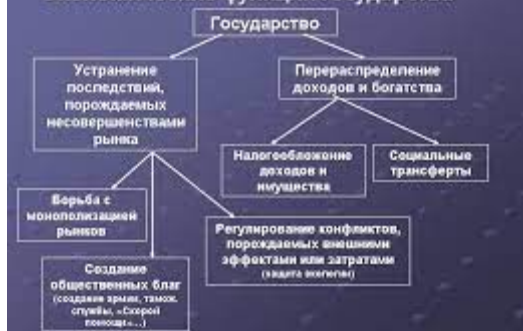 Государство
Устранение
последствий,
порождаемых
несовершенствами
рынка
Перераспределение
доходов и богатства
Налогообложение
доходов и
имущества
Социальные
трансферты
Борьба с
монополизацией
рынков
Регулирование конфликтов,
порождаемых внешними
эффектами или затратами
(защита экологии)
Создание
общественных благ
(создание армии, тамож.
службы, «Скорой
помощи»…)